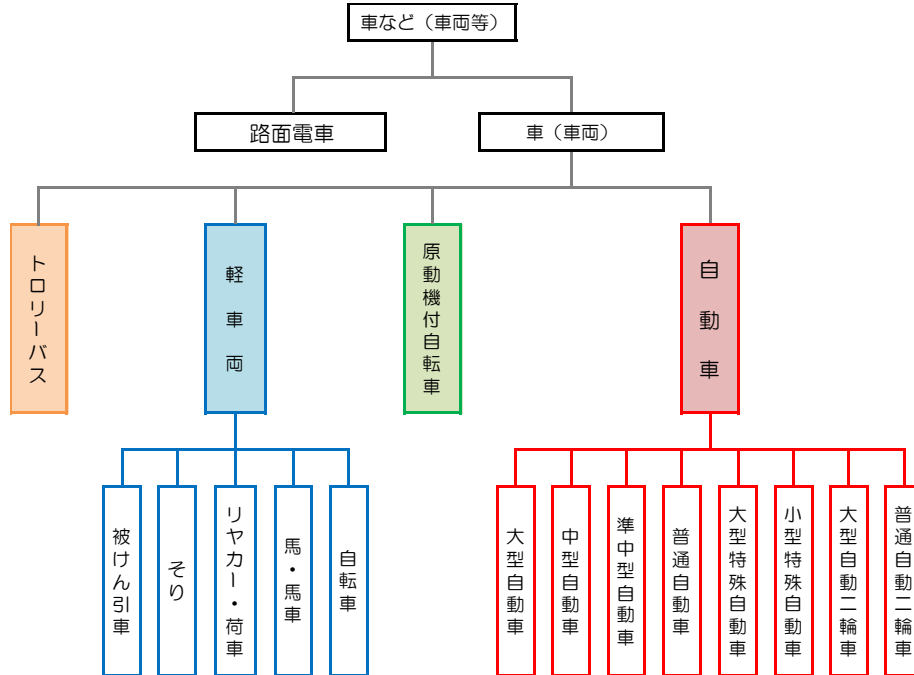 車など（車両等）
路面電車
車（車両）
トロリーバス
軽車両
原動機付自転車
自動車
被けん引車
そり
リヤカー・荷車
馬・馬車
自転車
大型自動車
中型自動車
準中型自動車
普通自動車
大型特殊自動車
小型特殊自動車
大型自動二輪車
普通自動二輪車